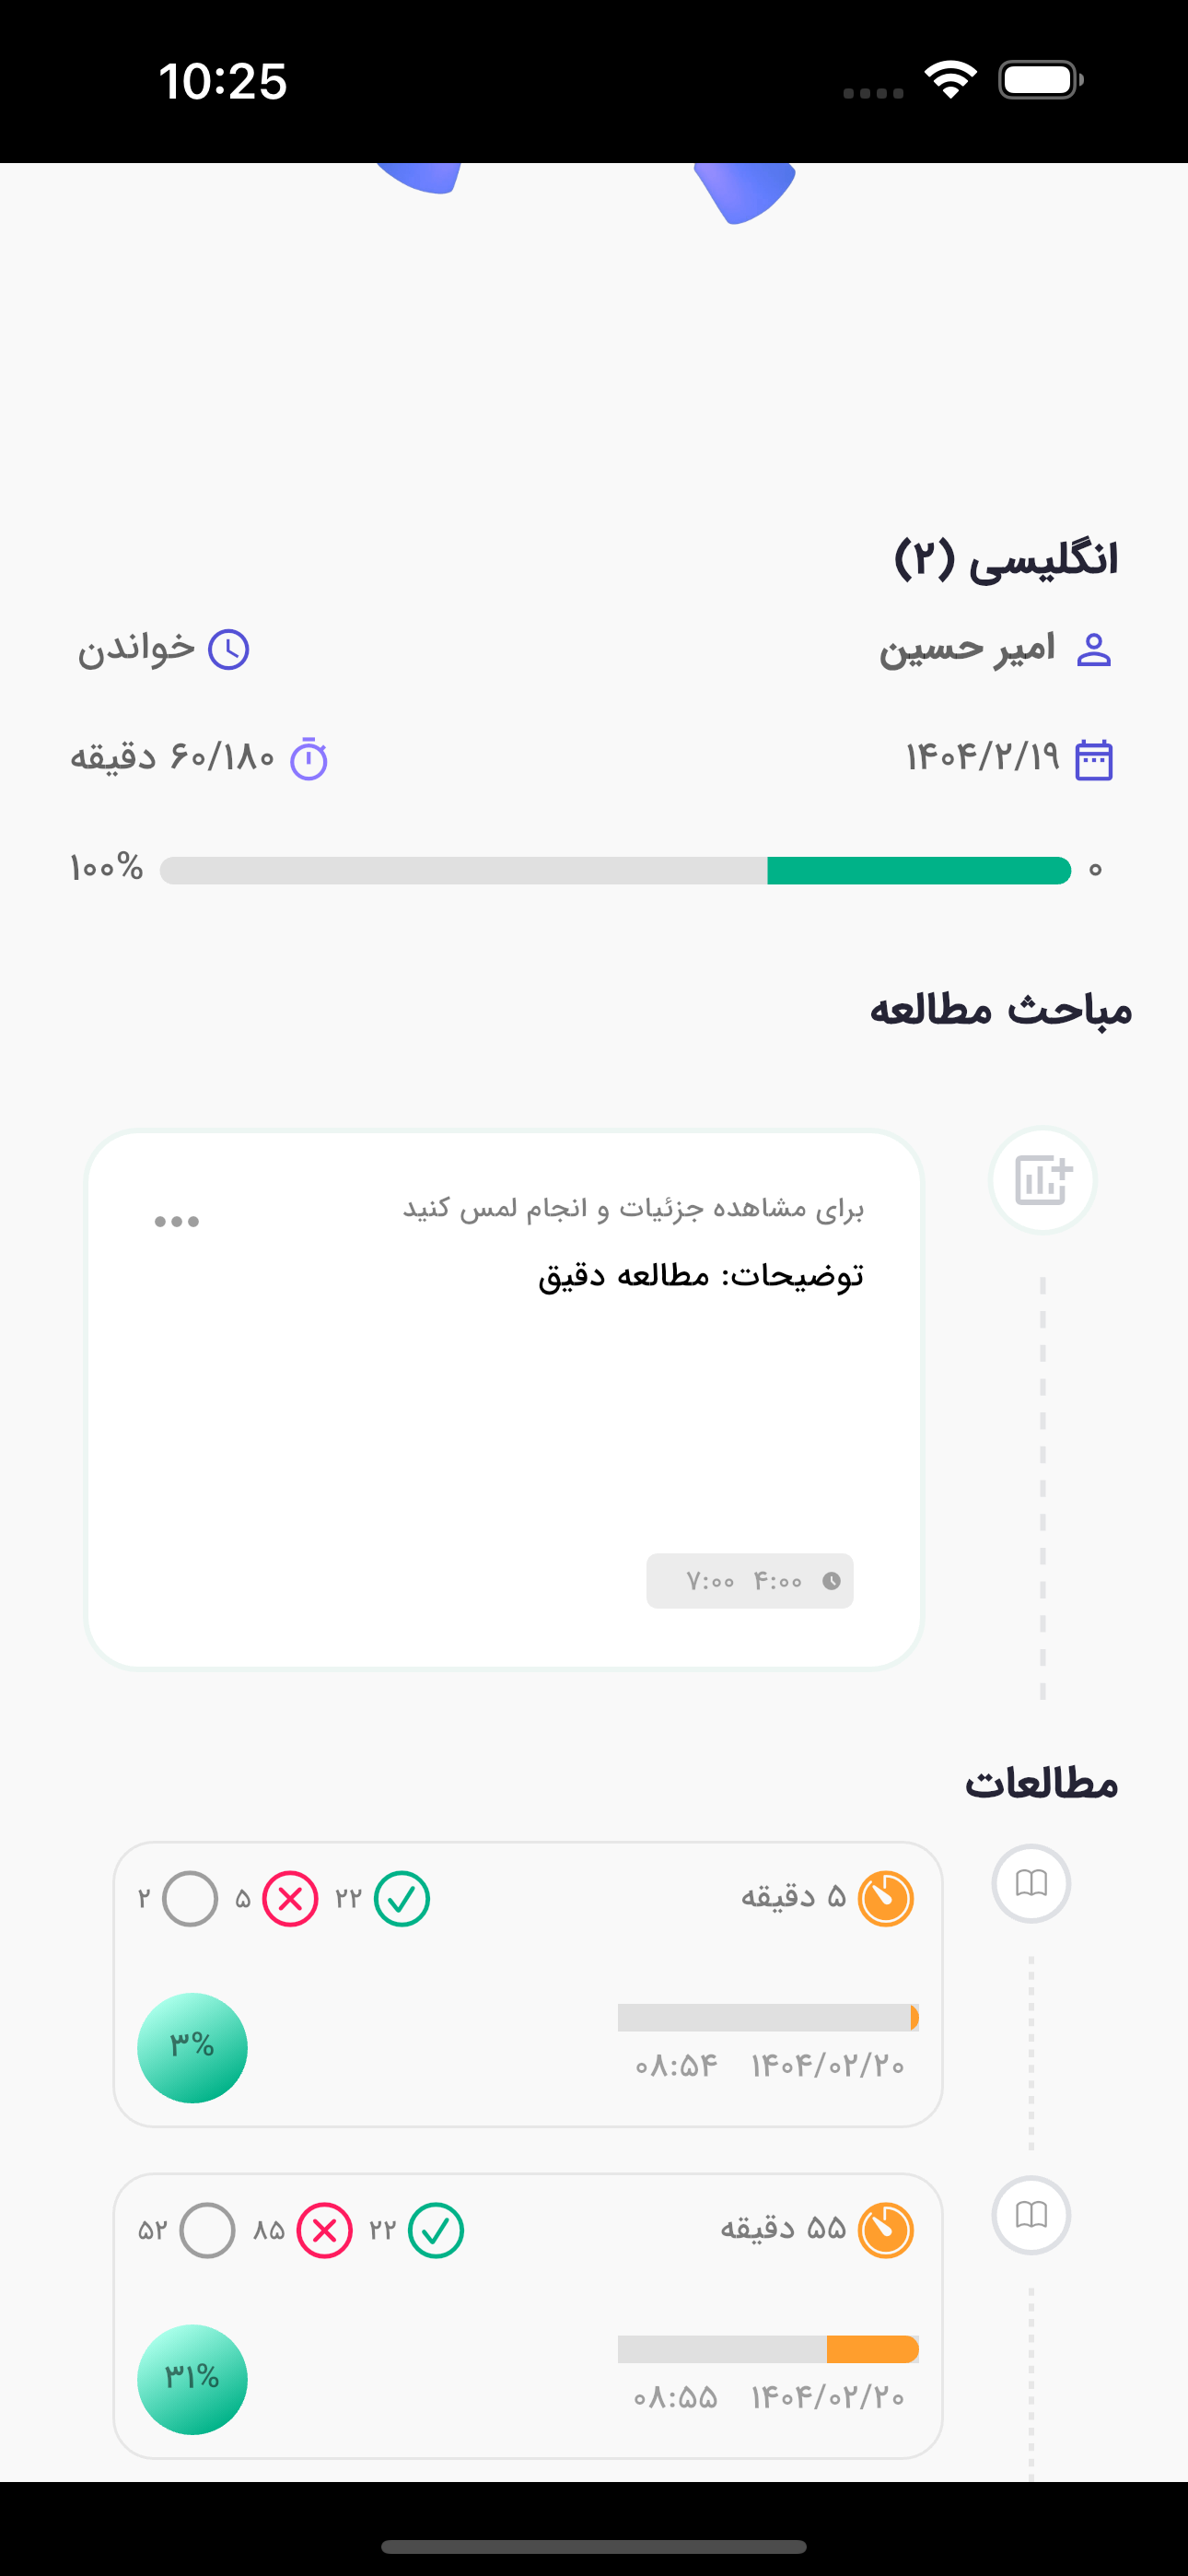 10:25
انگلیسی (۲)
امیر حسین
خواندن
۱۴۰۴/۲/۱۹
۶۰/۱۸۰ دقیقه
۰
۱۰۰%
مباحث مطالعه
برای مشاهده جزئیات و انجام لمس کنید
توضیحات: مطالعه دقیق
۴:۰۰ ۷:۰۰
مطالعات
۵ دقیقه
۲۲ ۵ ۲
۳%
۱۴۰۴/۰۲/۲۰ ۰۸:۵۴
۵۵ دقیقه
۲۲ ۸۵ ۵۲
۳۱%
۱۴۰۴/۰۲/۲۰ ۰۸:۵۵